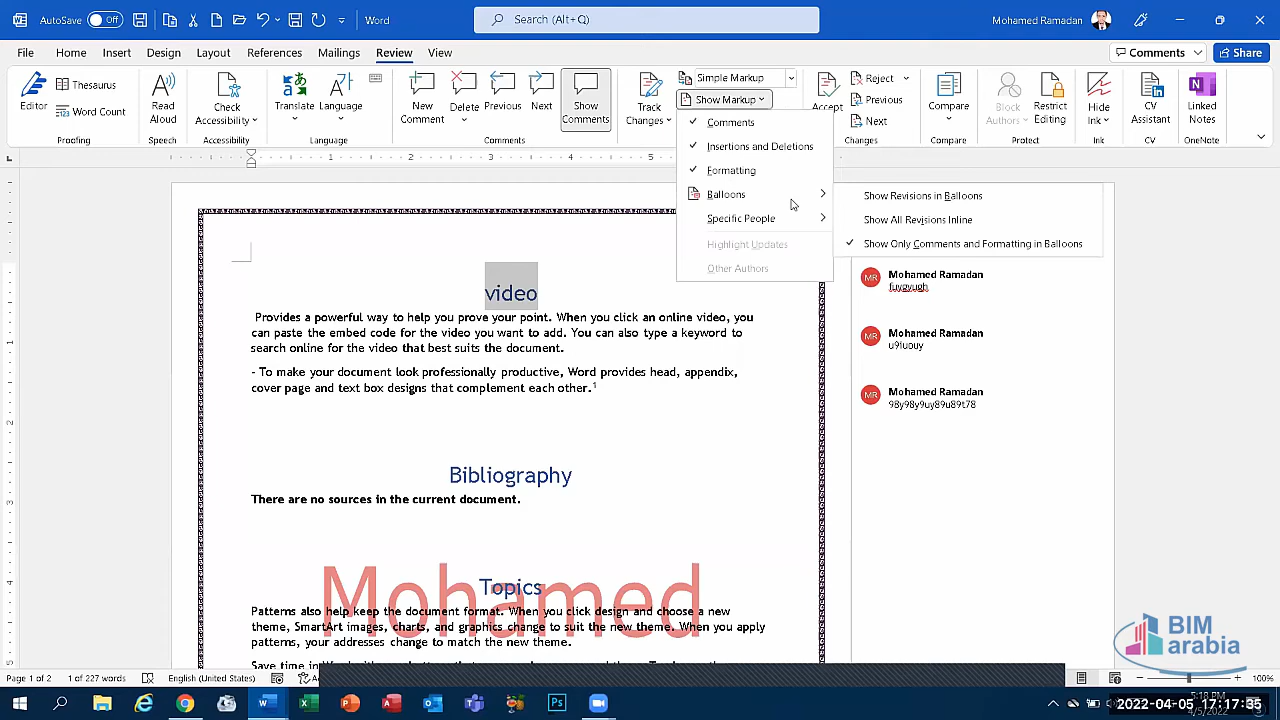 AutoSave Off Word Search (Alt+Q) Mohamed Ramadan
File Home Insert Design Layout References Mailings Review View Comments Share
Editor Thesaurus Word Count Read Aloud Check Accessibility Translate Language New Comment Delete Previous Next Show Comments Track Changes Simple Markup Show Markup Accept Reject Previous Next Compare Block Authors Restrict Editing Hide Ink CV Assistant Linked Notes
Proofing Speech Accessibility Language Comments Changes Compare Protect Ink CV OneNote
Comments
Insertions and Deletions
Formatting
Balloons
Specific People
Highlight Updates
Other Authors
Show Revisions in Balloons
Show All Revisions Inline
Show Only Comments and Formatting in Balloons
MR Mohamed Ramadan
fuygyugh
MR Mohamed Ramadan
u9!uouy
MR Mohamed Ramadan
98y98y9uy89u89t78
video
Provides a powerful way to help you prove your point. When you click an online video, you
can paste the embed code for the video you want to add. You can also type a keyword to
search online for the video that best suits the document.
- To make your document look professionally productive, Word provides head, appendix,
cover page and text box designs that complement each other.1
Bibliography
There are no sources in the current document.
Mohamed
Topics
Patterns also help keep the document format. When you click design and choose a new
theme, SmartArt images, charts, and graphics change to suit the new theme. When you apply
patterns, your addresses change to match the new theme.
BIM
arabia
Page 1 of 2 1 of 227 words English (United States) 100%
5:18 PM
2022-04-05 17:17:35
4/5/2022